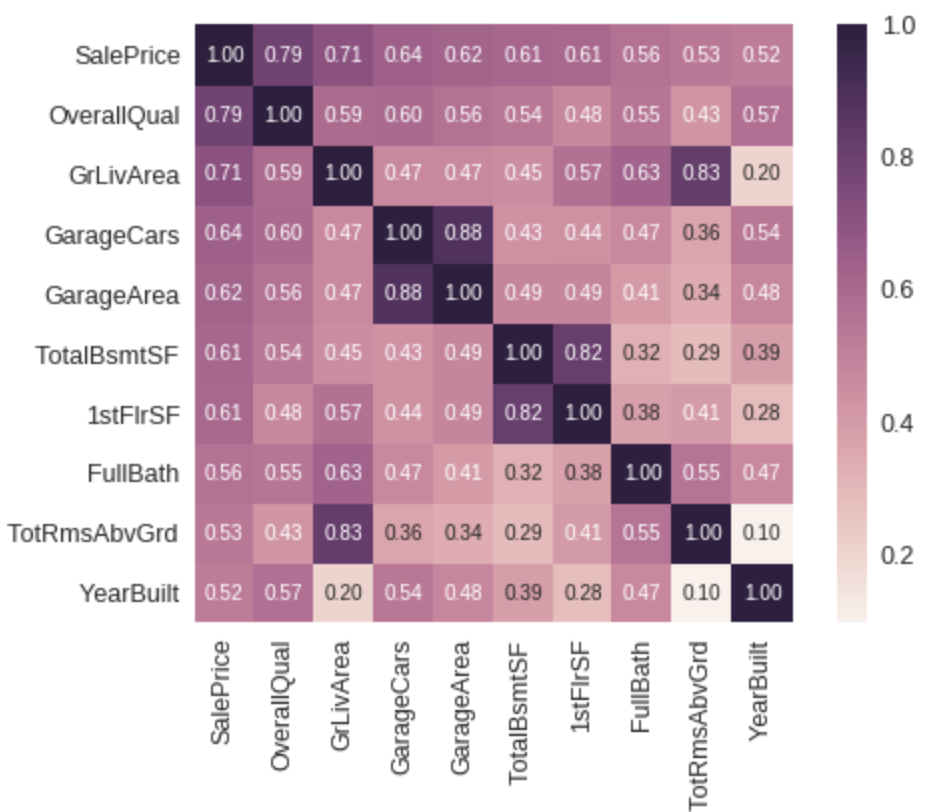 SalePrice 1.00 0.79 0.71 0.64 0.62 0.61 0.61 0.56 0.53 0.52
OverallQual 0.79 1.00 0.59 0.60 0.56 0.54 0.48 0.55 0.43 0.57
GrLivArea 0.71 0.59 1.00 0.47 0.47 0.45 0.57 0.63 0.83 0.20
GarageCars 0.64 0.60 0.47 1.00 0.88 0.43 0.44 0.47 0.36 0.54
GarageArea 0.62 0.56 0.47 0.88 1.00 0.49 0.49 0.41 0.34 0.48
TotalBsmtSF 0.61 0.54 0.45 0.43 0.49 1.00 0.82 0.32 0.29 0.39
1stFlrSF 0.61 0.48 0.57 0.44 0.49 0.82 1.00 0.38 0.41 0.28
FullBath 0.56 0.55 0.63 0.47 0.41 0.32 0.38 1.00 0.55 0.47
TotRmsAbvGrd 0.53 0.43 0.83 0.36 0.34 0.29 0.41 0.55 1.00 0.10
YearBuilt 0.52 0.57 0.20 0.54 0.48 0.39 0.28 0.47 0.10 1.00
SalePrice
OverallQual
GrLivArea
GarageCars
GarageArea
TotalBsmtSF
1stFlrSF
FullBath
TotRmsAbvGrd
YearBuilt
1.0
0.8
0.6
0.4
0.2